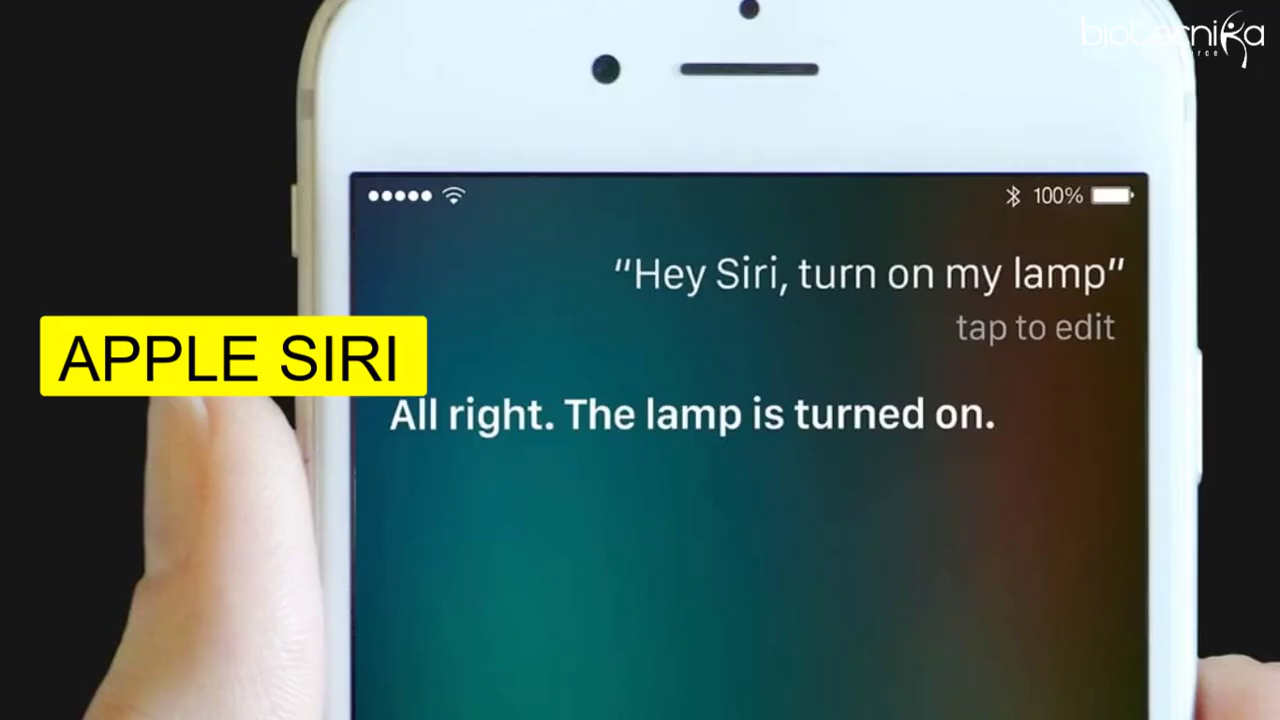 biotecnika
100%
“Hey Siri, turn on my lamp”
tap to edit
APPLE SIRI
All right. The lamp is turned on.